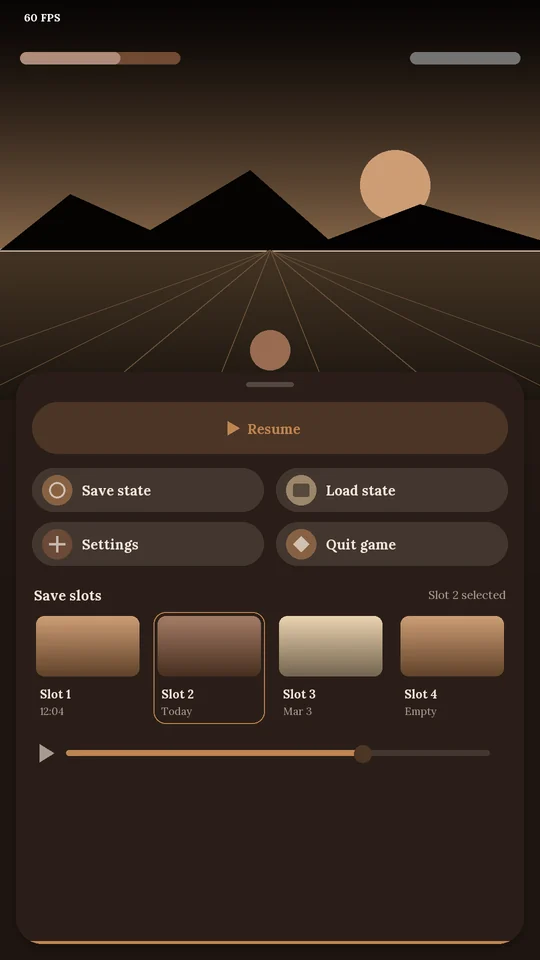 60 FPS
Resume
Save state
Load state
Settings
Quit game
Save slots
Slot 2 selected
Slot 1
12:04
Slot 2
Today
Slot 3
Mar 3
Slot 4
Empty